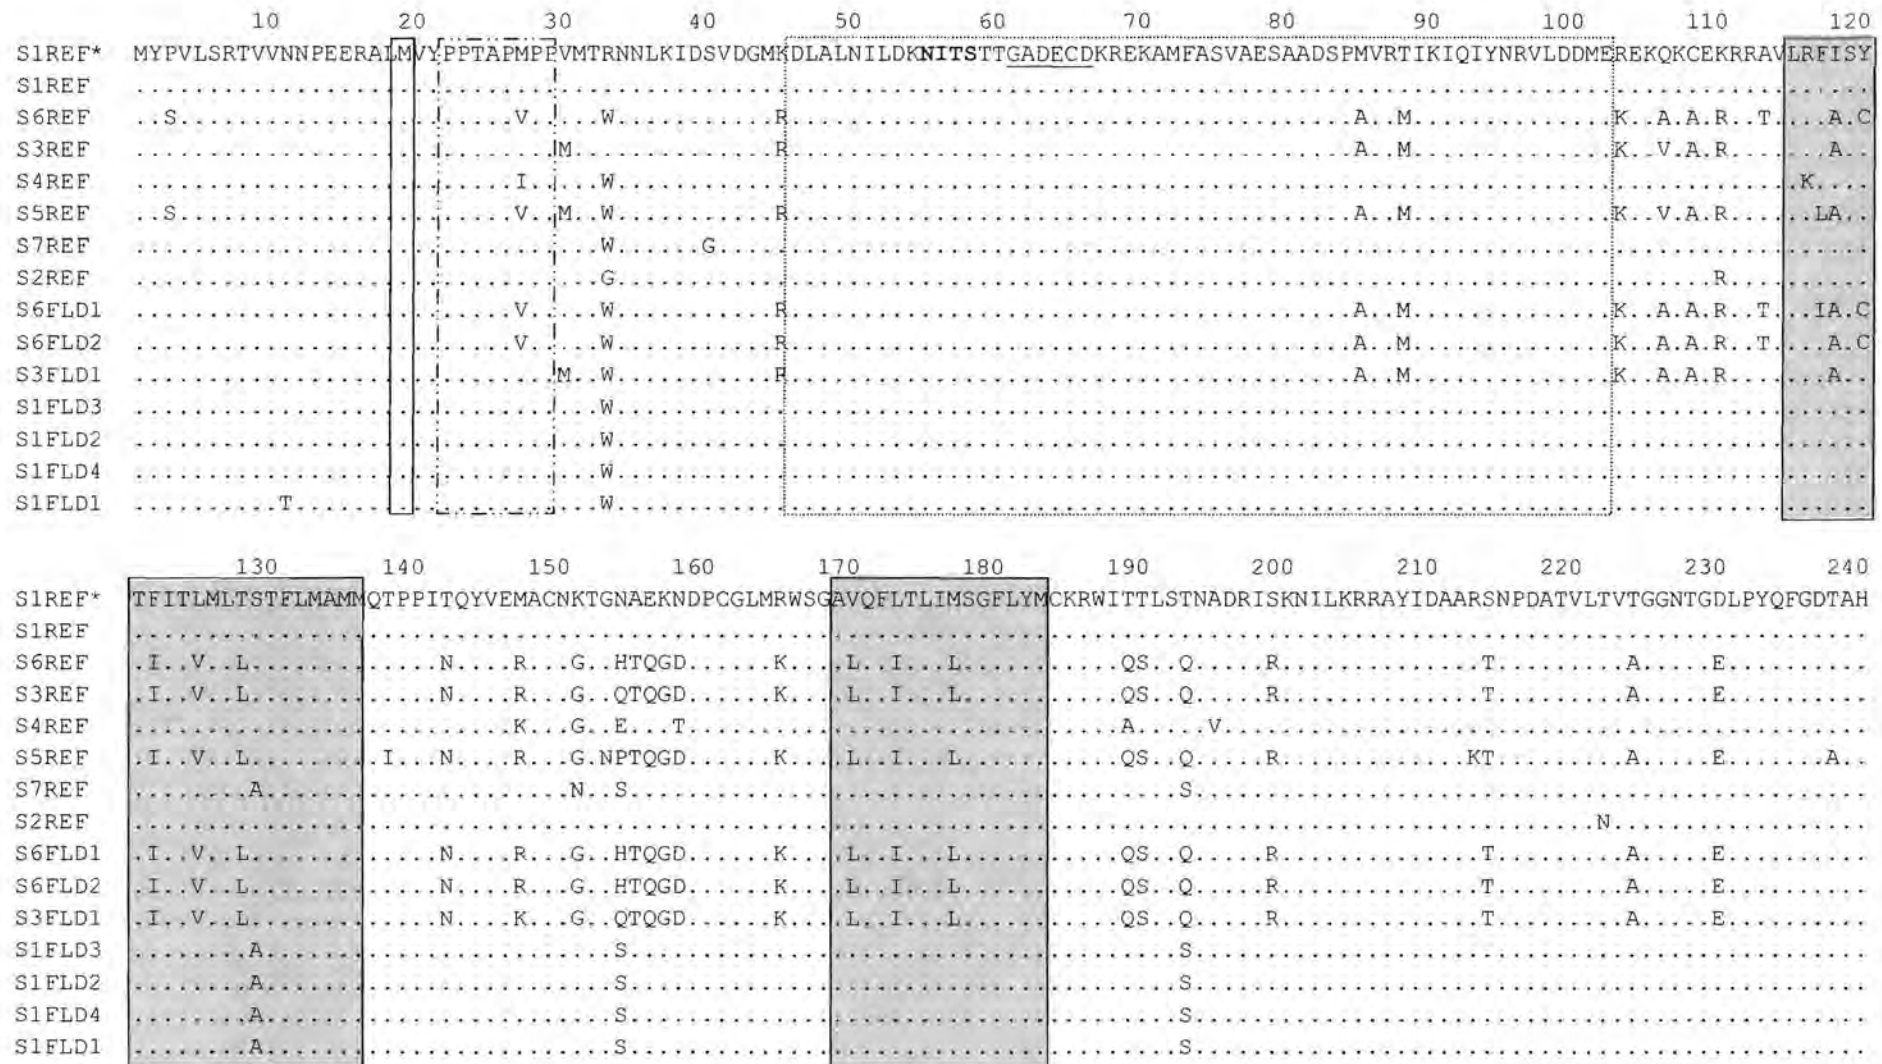 10 20 30 40 50 60 70 80 90 100 110 120
S1REF* MYPVLSRTVVNNPEERALMVYPPTAPMPPVMTRNNLKIDSVDGMKDLALNILDKNITSTTGADECDKREKAMFASVAESAADSPMVRTIKIQIYNRVLDDMEREKQKCEKRRAVLRFISY
S1REF ........................................................................................................................
S6REF ..S.......................V.....W...........R.......................................A..M..............K..A.A.R..T....A.C
S3REF .............................M..............R.......................................A..M..............K..V.A.R.......A..
S4REF ..........................I.....W..................................................................................K....
S5REF ..S.......................V..M..W...........R.......................................A..M..............K..V.A.R......LA..
S7REF ................................W......G................................................................................
S2REF ................................G............................................................................R..........
S6FLD1 ..........................V.....W...........R.......................................A..M..............K..A.A.R..T...IA.C
S6FLD2 ..........................V.....W...........R.......................................A..M..............K..A.A.R..T....A.C
S3FLD1 .............................M..W...........R.......................................A..M..............K..A.A.R.......A..
S1FLD3 ................................W.......................................................................................
S1FLD2 ................................W.......................................................................................
S1FLD4 ................................W.......................................................................................
S1FLD1 ..........T.....................W.......................................................................................
130 140 150 160 170 180 190 200 210 220 230 240
S1REF* TFITLMLTSTFLMAMMQTPPITQYVEMACNKTGNAEKNDPCGLMRWSGAVQFLTLIMSGFLYMCKRWITTLSTNADRISKNILKRRAYIDAARSNPDATVLTVTGGNTGDLPYQFGDTAH
S1REF ........................................................................................................................
S6REF .I..V..L.............N....R...G..HTQGD......K....L..I...L...........QS..Q.....R..............T.........A.....E..........
S3REF .I..V..L.............N....R...G..QTQGD......K....L..I...L...........QS..Q.....R..............T.........A.....E..........
S4REF ..........................K...G..E...T..............................A.....V.............................................
S5REF .I..V..L.........I...N....R...G.NPTQGD......K....L..I...L...........QS..Q.....R.............KT.........A.....E.......A..
S7REF ........A.....................N..S......................................S...............................................
S2REF .....................................................................................................N..................
S6FLD1 .I..V..L.............N....R...G..HTQGD......K....L..I...L...........QS..Q.....R..............T.........A.....E..........
S6FLD2 .I..V..L.............N....R...G..HTQGD......K....L..I...L...........QS..Q.....R..............T.........A.....E..........
S3FLD1 .I..V..L.............N....K...G..QTQGD......K....L..I...L...........QS..Q.....R..............T.........A.....E..........
S1FLD3 ........A........................S......................................S...............................................
S1FLD2 ........A........................S......................................S...............................................
S1FLD4 ........A........................S......................................S...............................................
S1FLD1 ........A........................S......................................S...............................................